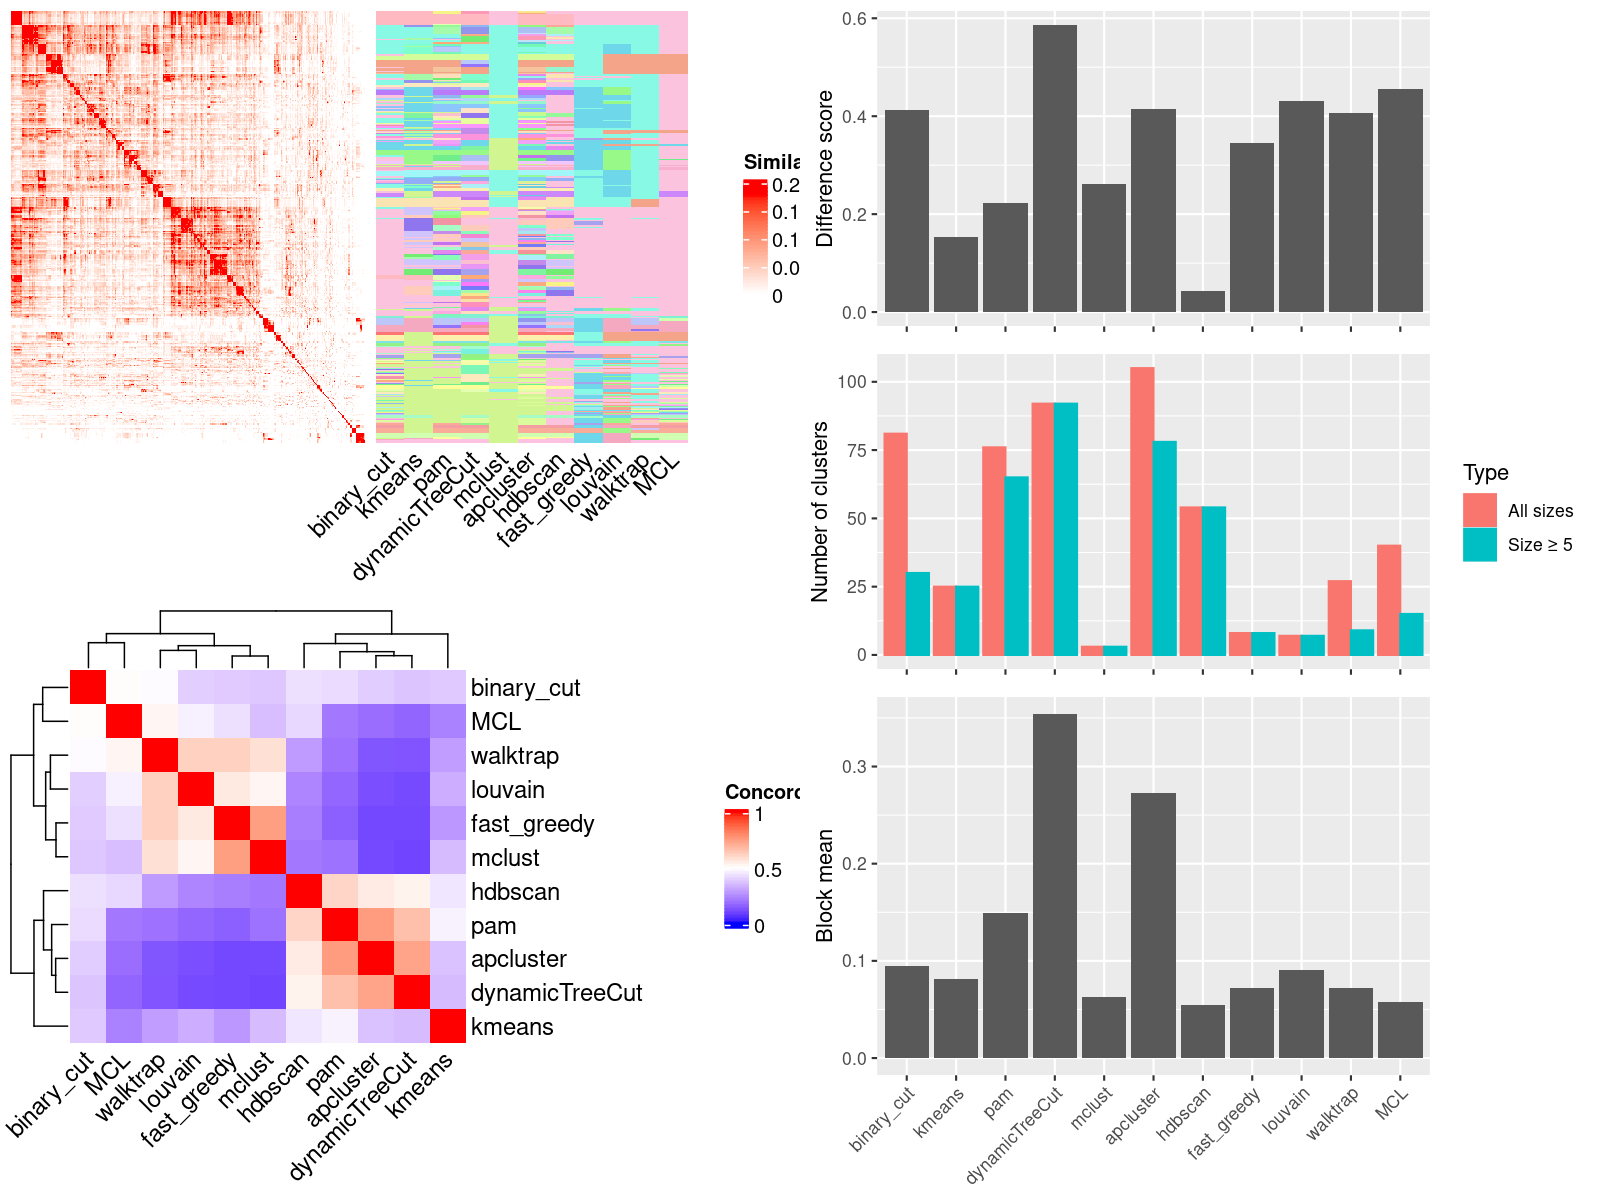 Simila
0.2
0.1
0.1
0.0
0
binary_cut
kmeans
pam
dynamicTreeCut
mclust
apcluster
hdbscan
fast_greedy
louvain
walktrap
MCL
Difference score
0.6
0.4
0.2
0.0
Number of clusters
100
75
50
25
0
Type
All sizes
Size ≥ 5
binary_cut
MCL
walktrap
louvain
fast_greedy
mclust
hdbscan
pam
apcluster
dynamicTreeCut
kmeans
binary_cut
MCL
walktrap
louvain
fast_greedy
mclust
hdbscan
pam
apcluster
dynamicTreeCut
kmeans
Concord
1
0.5
0
Block mean
0.3
0.2
0.1
0.0
binary_cut
kmeans
pam
dynamicTreeCut
mclust
apcluster
hdbscan
fast_greedy
louvain
walktrap
MCL